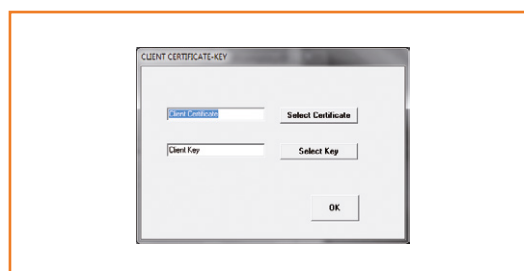 CLIENT CERTIFICATE-KEY
Client Certificate
Select Certificate
Client Key
Select Key
OK